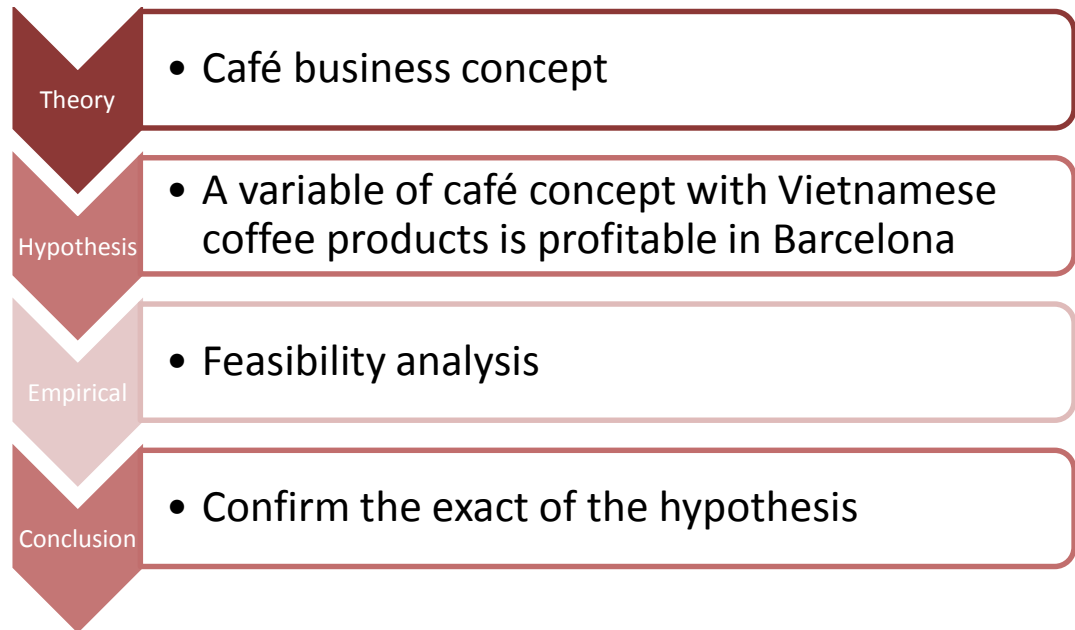 Theory
• Café business concept
Hypothesis
• A variable of café concept with Vietnamese
coffee products is profitable in Barcelona
Empirical
• Feasibility analysis
Conclusion
• Confirm the exact of the hypothesis